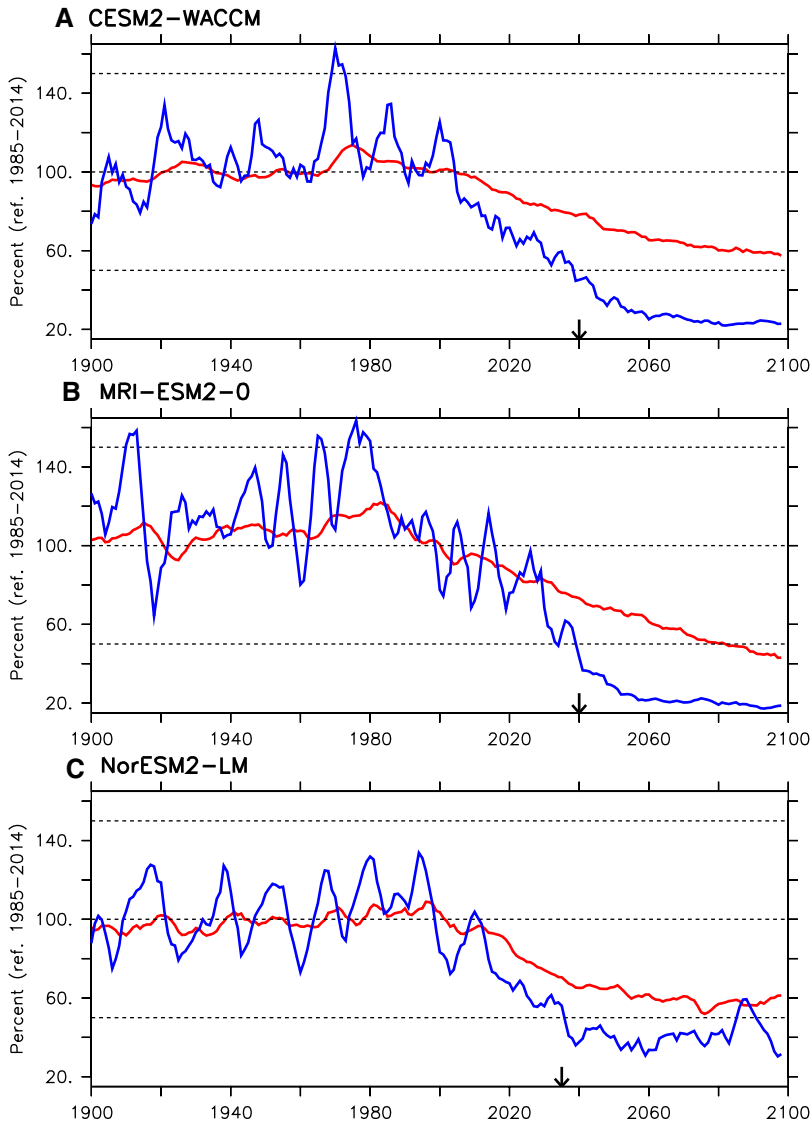 A CESM2-WACCM
Percent (ref. 1985-2014)
140.
100.
60.
20.
1900 1940 1980 2020 2060 2100
B MRI-ESM2-0
Percent (ref. 1985-2014)
140.
100.
60.
20.
1900 1940 1980 2020 2060 2100
C NorESM2-LM
Percent (ref. 1985-2014)
140.
100.
60.
20.
1900 1940 1980 2020 2060 2100